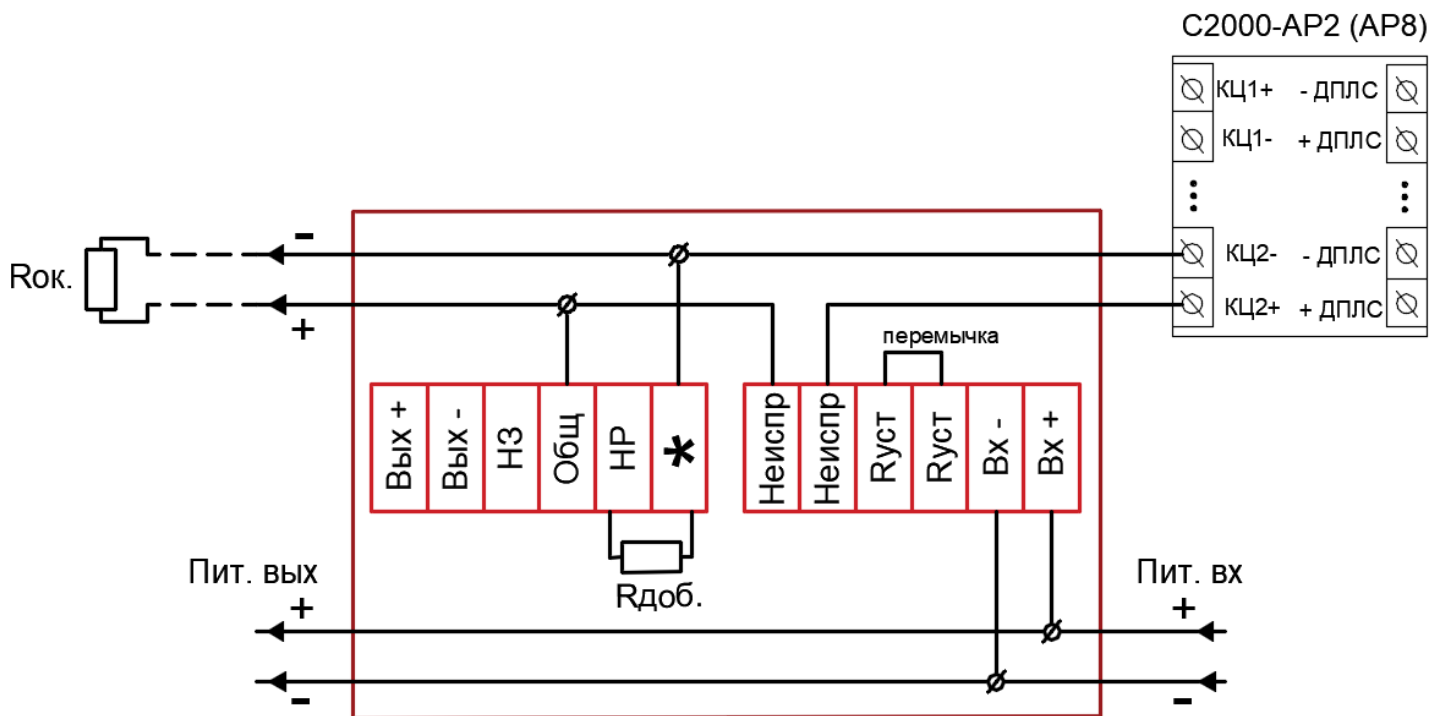 С2000-АР2 (АР8)
КЦ1+ - ДПЛС
КЦ1- + ДПЛС
КЦ2- - ДПЛС
КЦ2+ + ДПЛС
-
Rок.
+
перемычка
Вых +
Вых -
НЗ
Общ
НР
*
Неиспр
Неиспр
Rуст
Rуст
Вх -
Вх +
Rдоб.
Пит. вых
+
-
Пит. вх
+
-